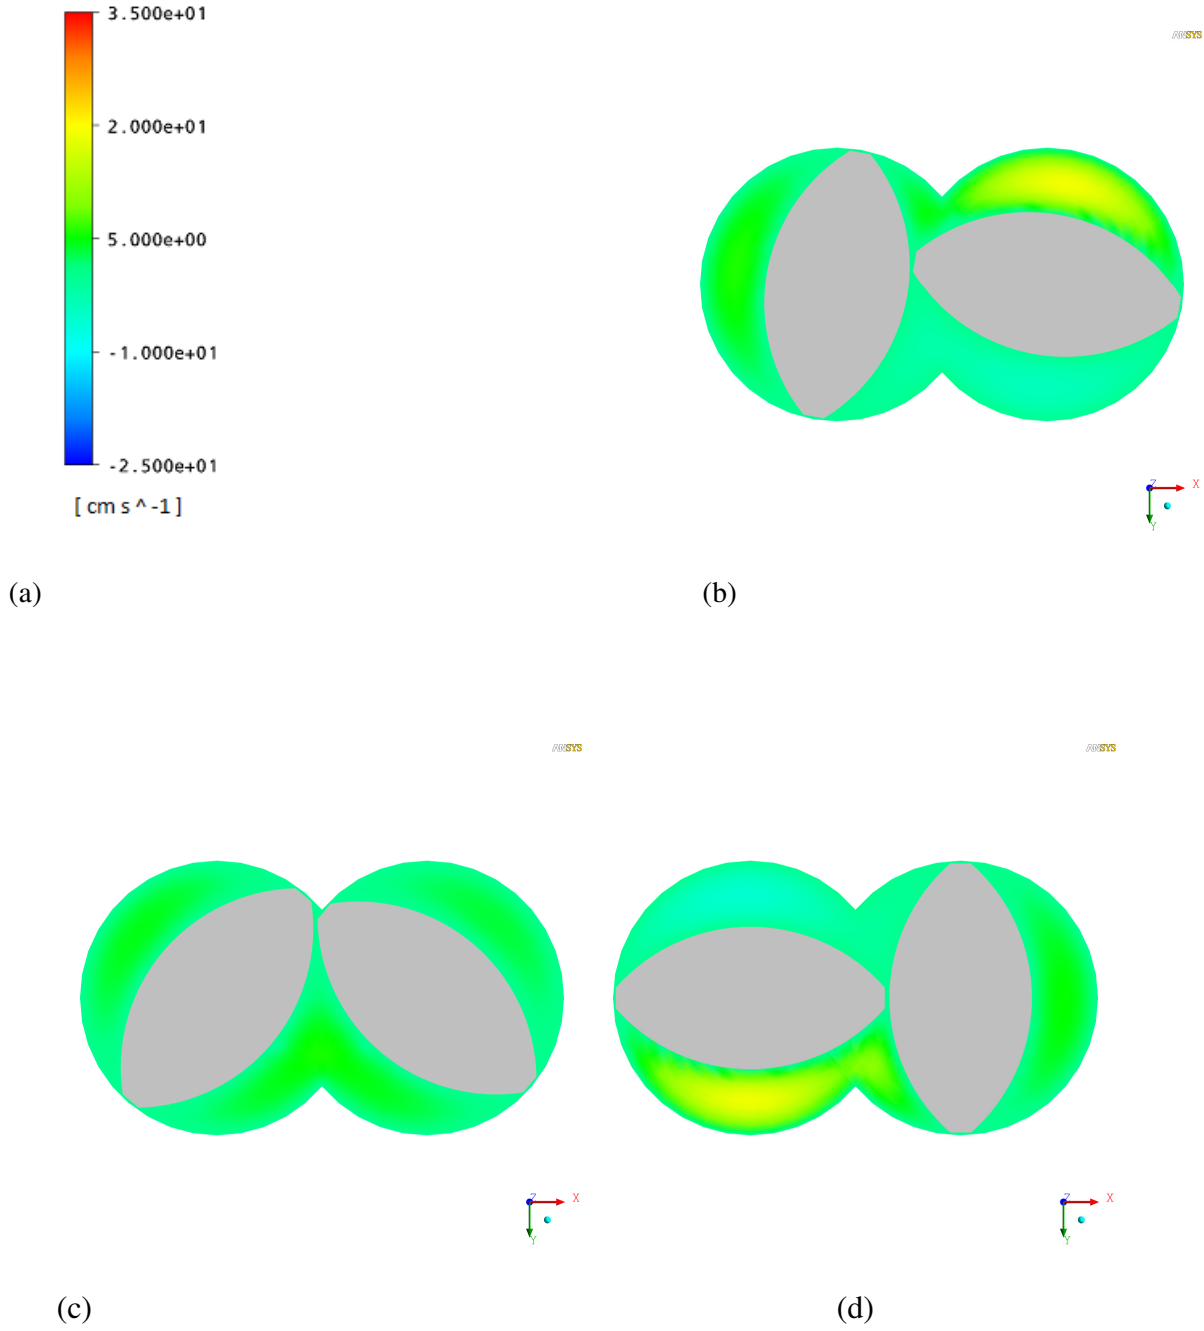 3.500e+01
2.000e+01
5.000e+00
-1.000e+01
-2.500e+01
[ cm s ^ -1 ]
(a)
ANSYS
Z
X
Y
(b)
ANSYS
Z
X
Y
(c)
ANSYS
Z
X
Y
(d)